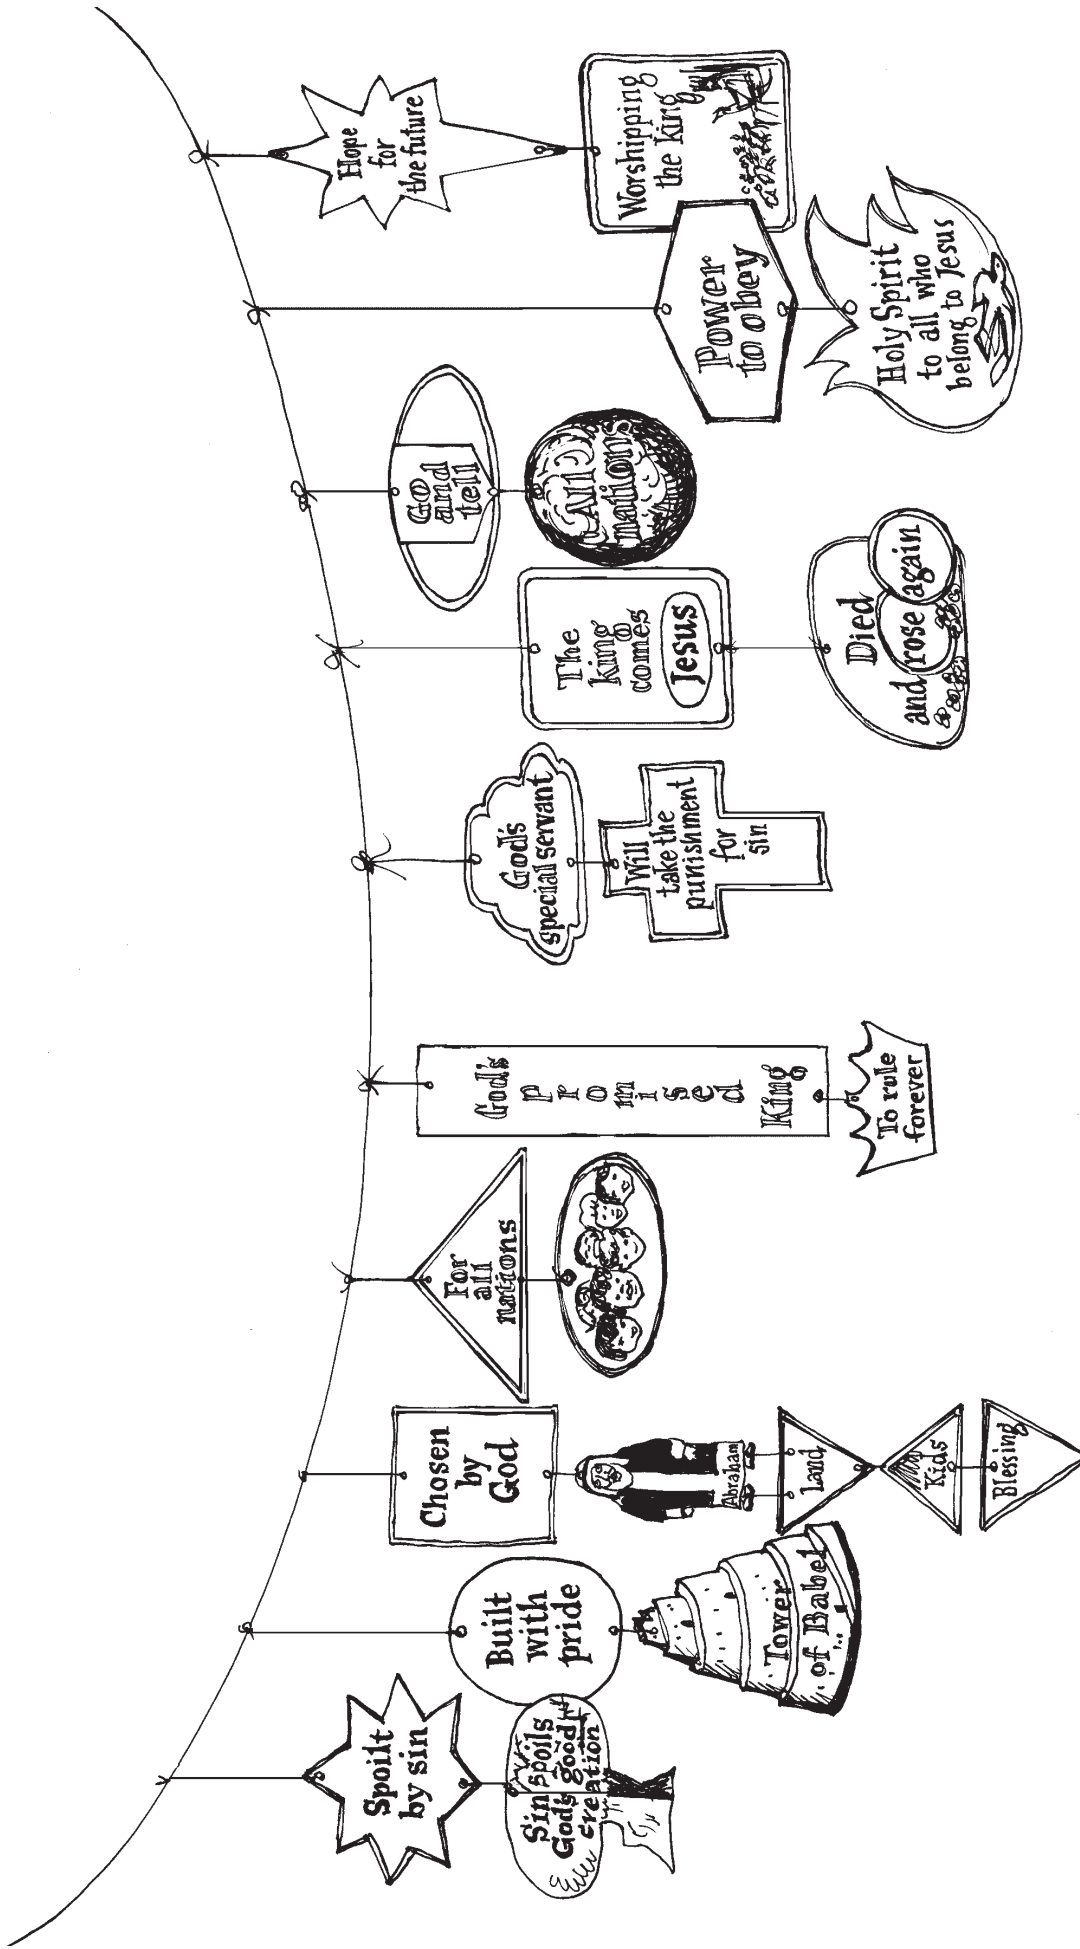 Spoilt
by sin
Sin spoils
God's good
creation
Built
with
pride
Tower
of Babel
Chosen
by
God
Abraham
Land
Kids
Blessing
For
all
nations
God's
p
r
o
m
i
s
e
d
King
To rule
forever
God's
special servant
Will
take the
punishment
for
sin
The
king
comes
Jesus
Died
and rose again
Go
and
tell
All
nations
Power
to obey
Holy Spirit
to all who
belong to Jesus
Hope
for
the future
Worshipping
the king